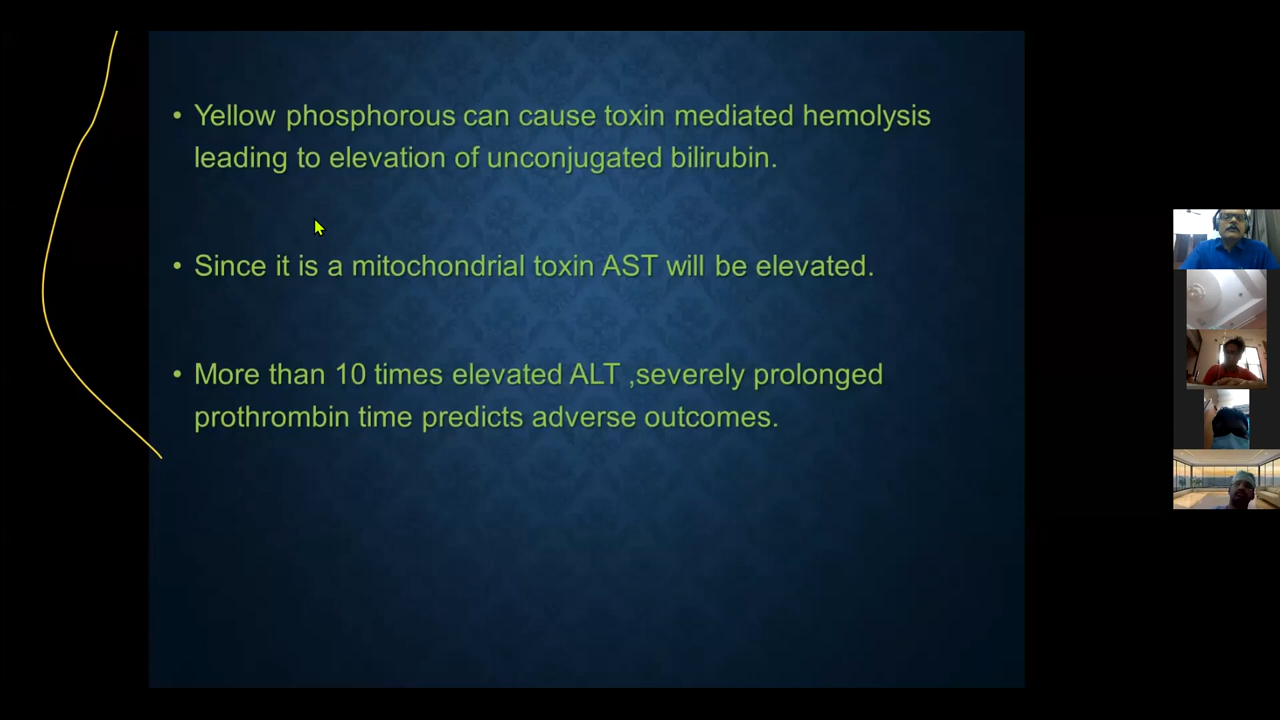 • Yellow phosphorous can cause toxin mediated hemolysis
leading to elevation of unconjugated bilirubin.
• Since it is a mitochondrial toxin AST will be elevated.
• More than 10 times elevated ALT ,severely prolonged
prothrombin time predicts adverse outcomes.